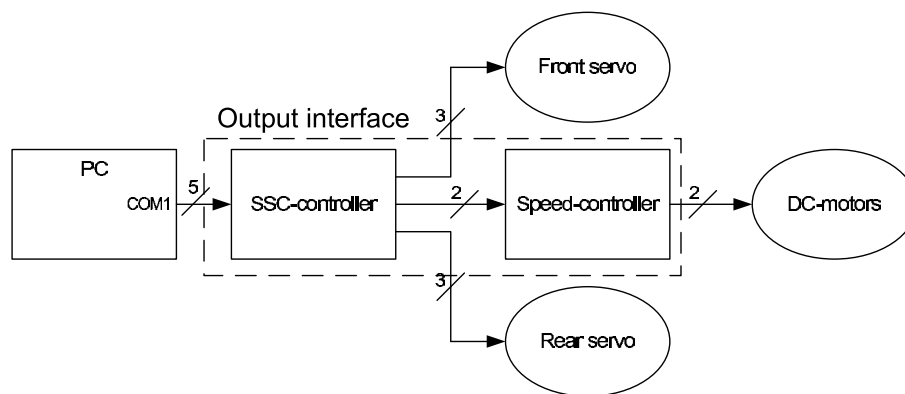 Front servo
3
Output interface
PC
COM1
5
SSC-controller
2
Speed-controller
2
DC-motors
3
Rear servo